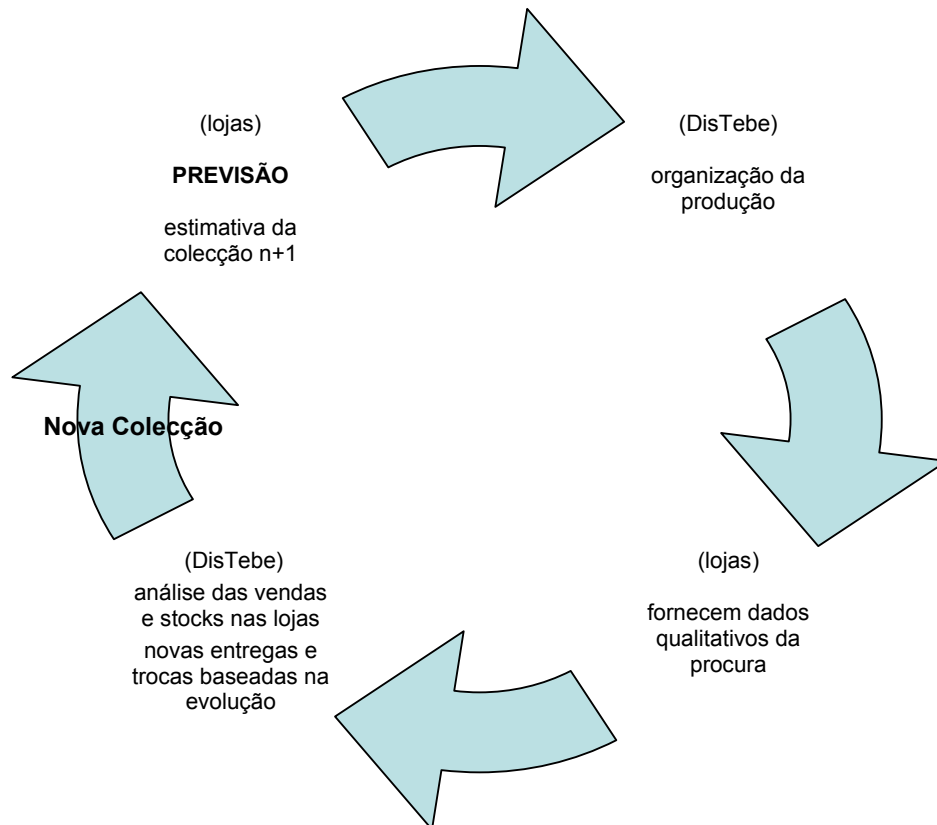 (lojas)
PREVISÃO
estimativa da
colecção n+1
(DisTebe)
organização da
produção
(lojas)
fornecem dados
qualitativos da
procura
(DisTebe)
análise das vendas
e stocks nas lojas
novas entregas e
trocas baseadas na
evolução
Nova Colecção